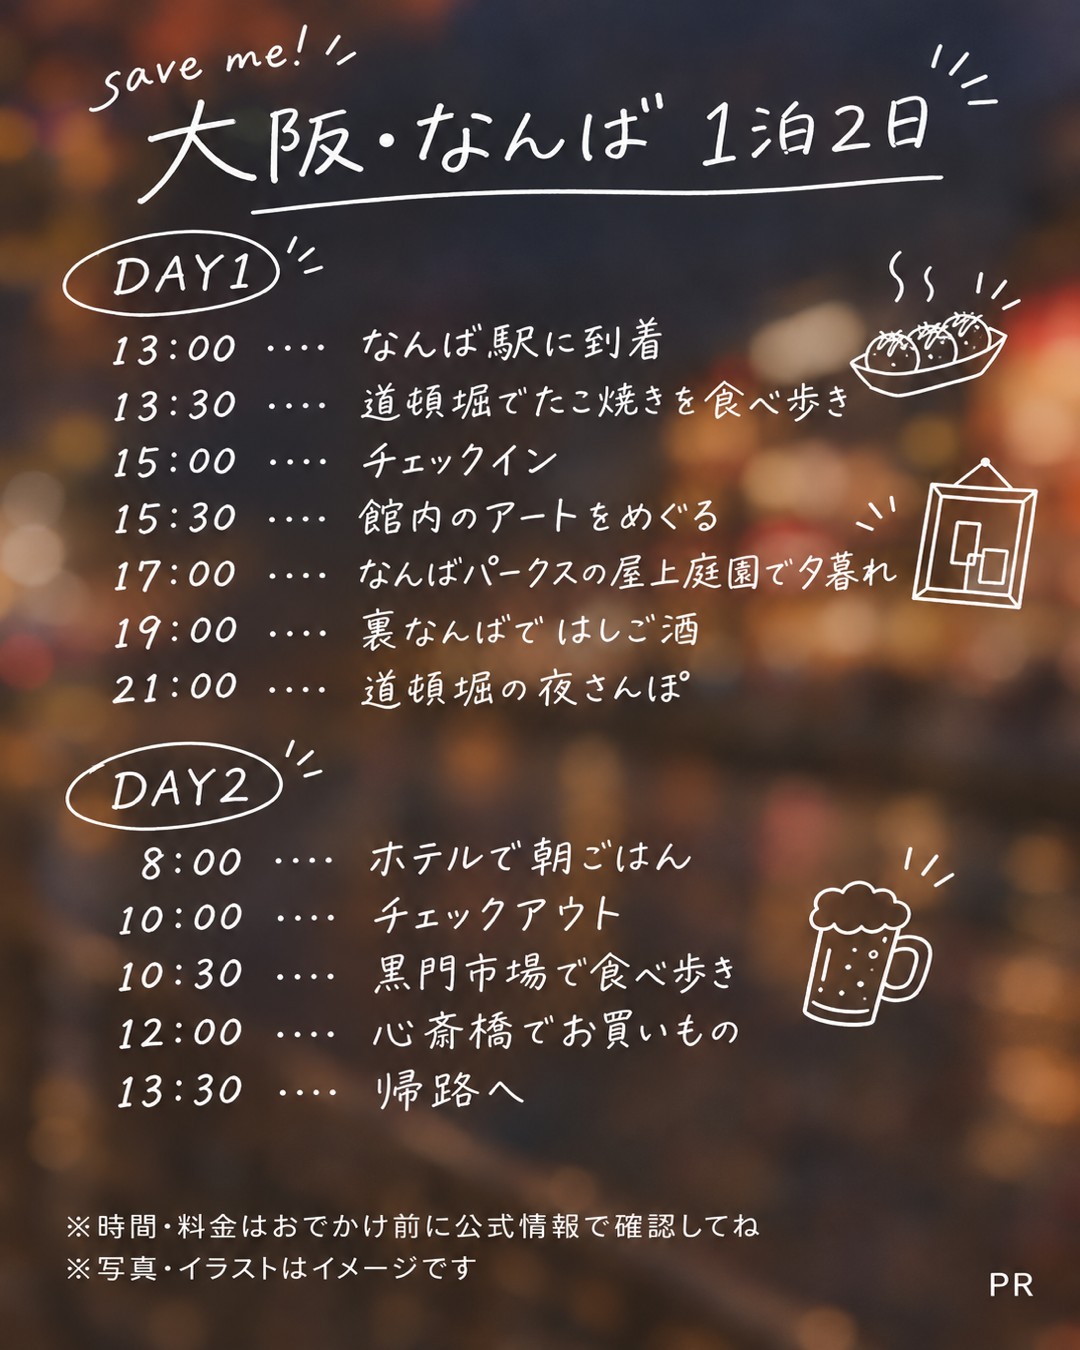 save me!
大阪・なんば 1泊2日
DAY1
13:00 ‥‥ なんば駅に到着
13:30 ‥‥ 道頓堀でたこ焼きを食べ歩き
15:00 ‥‥ チェックイン
15:30 ‥‥ 館内のアートをめぐる
17:00 ‥‥ なんばパークスの屋上庭園で夕暮れ
19:00 ‥‥ 裏なんばで はしご酒
21:00 ‥‥ 道頓堀の夜さんぽ
DAY2
8:00 ‥‥ ホテルで朝ごはん
10:00 ‥‥ チェックアウト
10:30 ‥‥ 黒門市場で食べ歩き
12:00 ‥‥ 心斎橋でお買いもの
13:30 ‥‥ 帰路へ
※時間・料金はおでかけ前に公式情報で確認してね
※写真・イラストはイメージです
PR